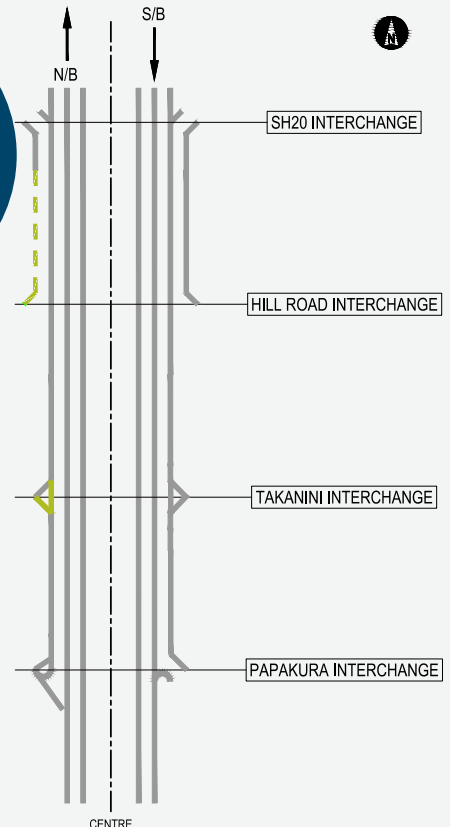 S/B
N/B
N
SH20 INTERCHANGE
HILL ROAD INTERCHANGE
TAKANINI INTERCHANGE
PAPAKURA INTERCHANGE
CENTRE